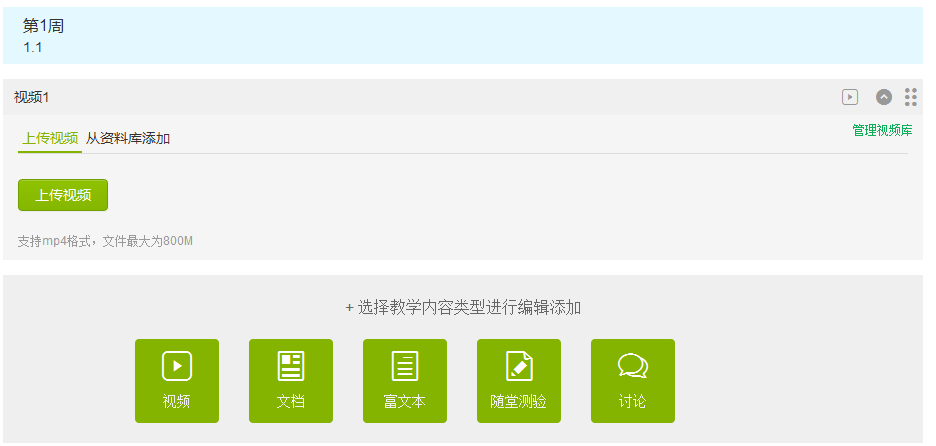 第1周
1.1
视频1
管理视频库
上传视频 从资料库添加
上传视频
支持mp4格式，文件最大为800M
+ 选择教学内容类型进行编辑添加
视频 文档 富文本 随堂测验 讨论